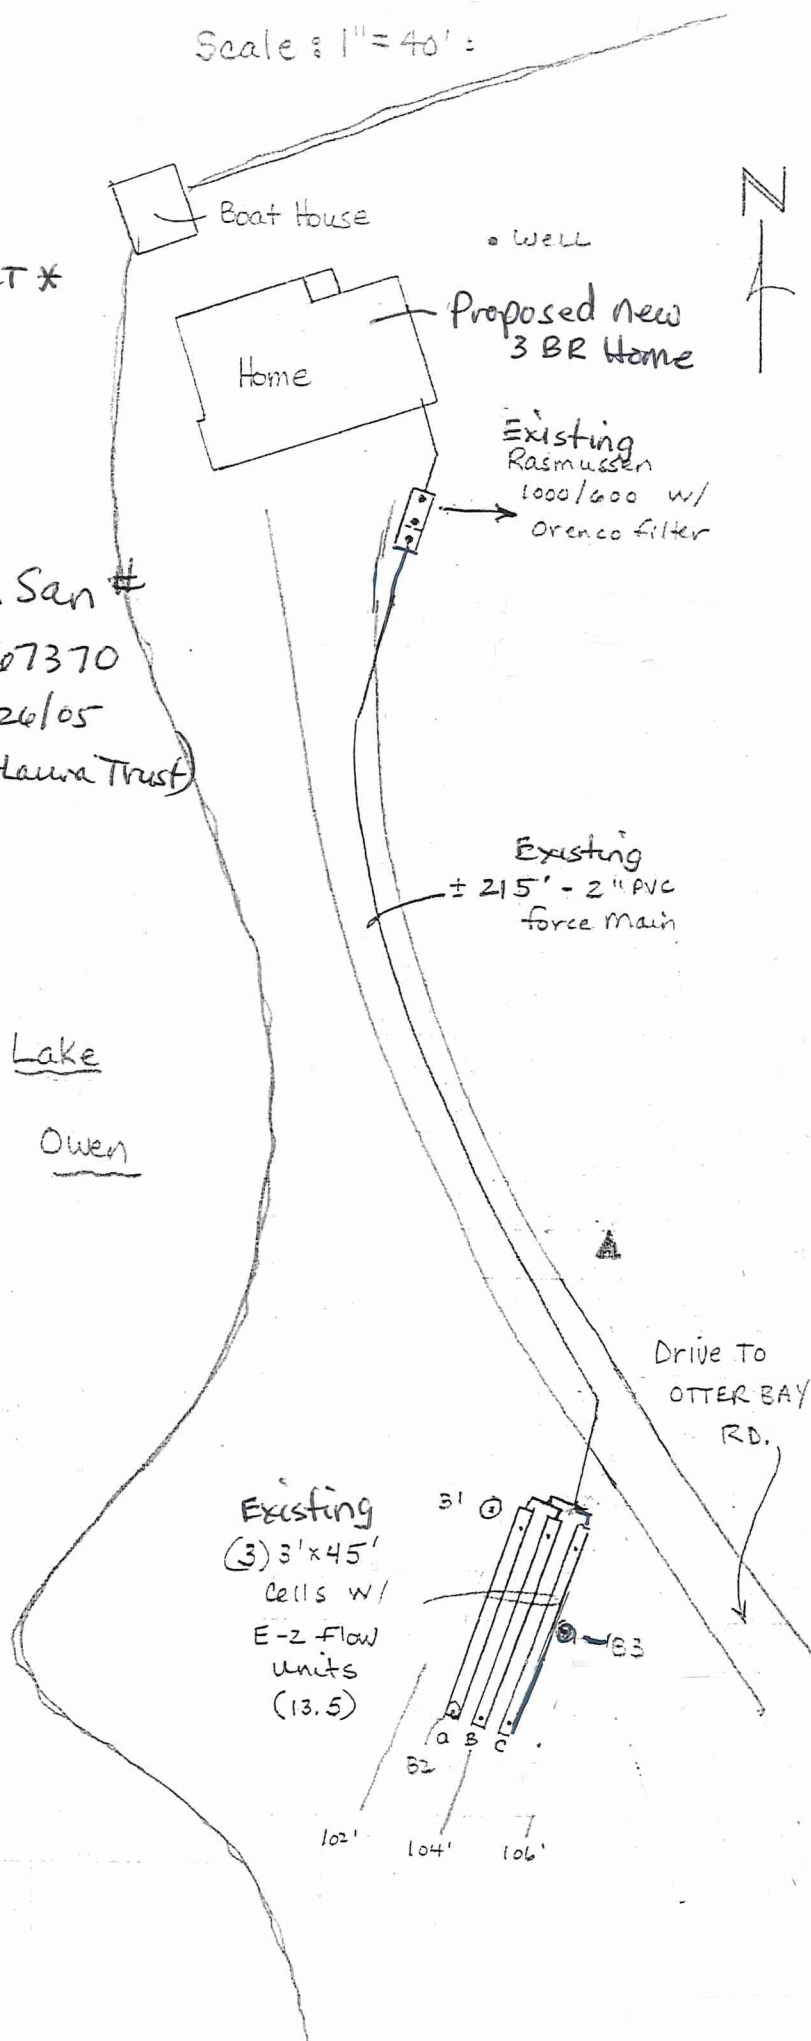 Scale : 1" = 40' :
N
Boat House
• WELL
T *
Proposed new
3 BR Home
Home
Existing
Rasmussen
1000/600 w/
Orenco filter
San #
67370
26/05
Laura Trust)
Existing
± 215' - 2" PVC
force main
Lake
Owen
Drive To
OTTER BAY
RD.
Existing
(3) 3' x 45'
Cells w/
E-Z Flow
units
(13.5)
B1
B3
a B C
B2
102' 104' 106'